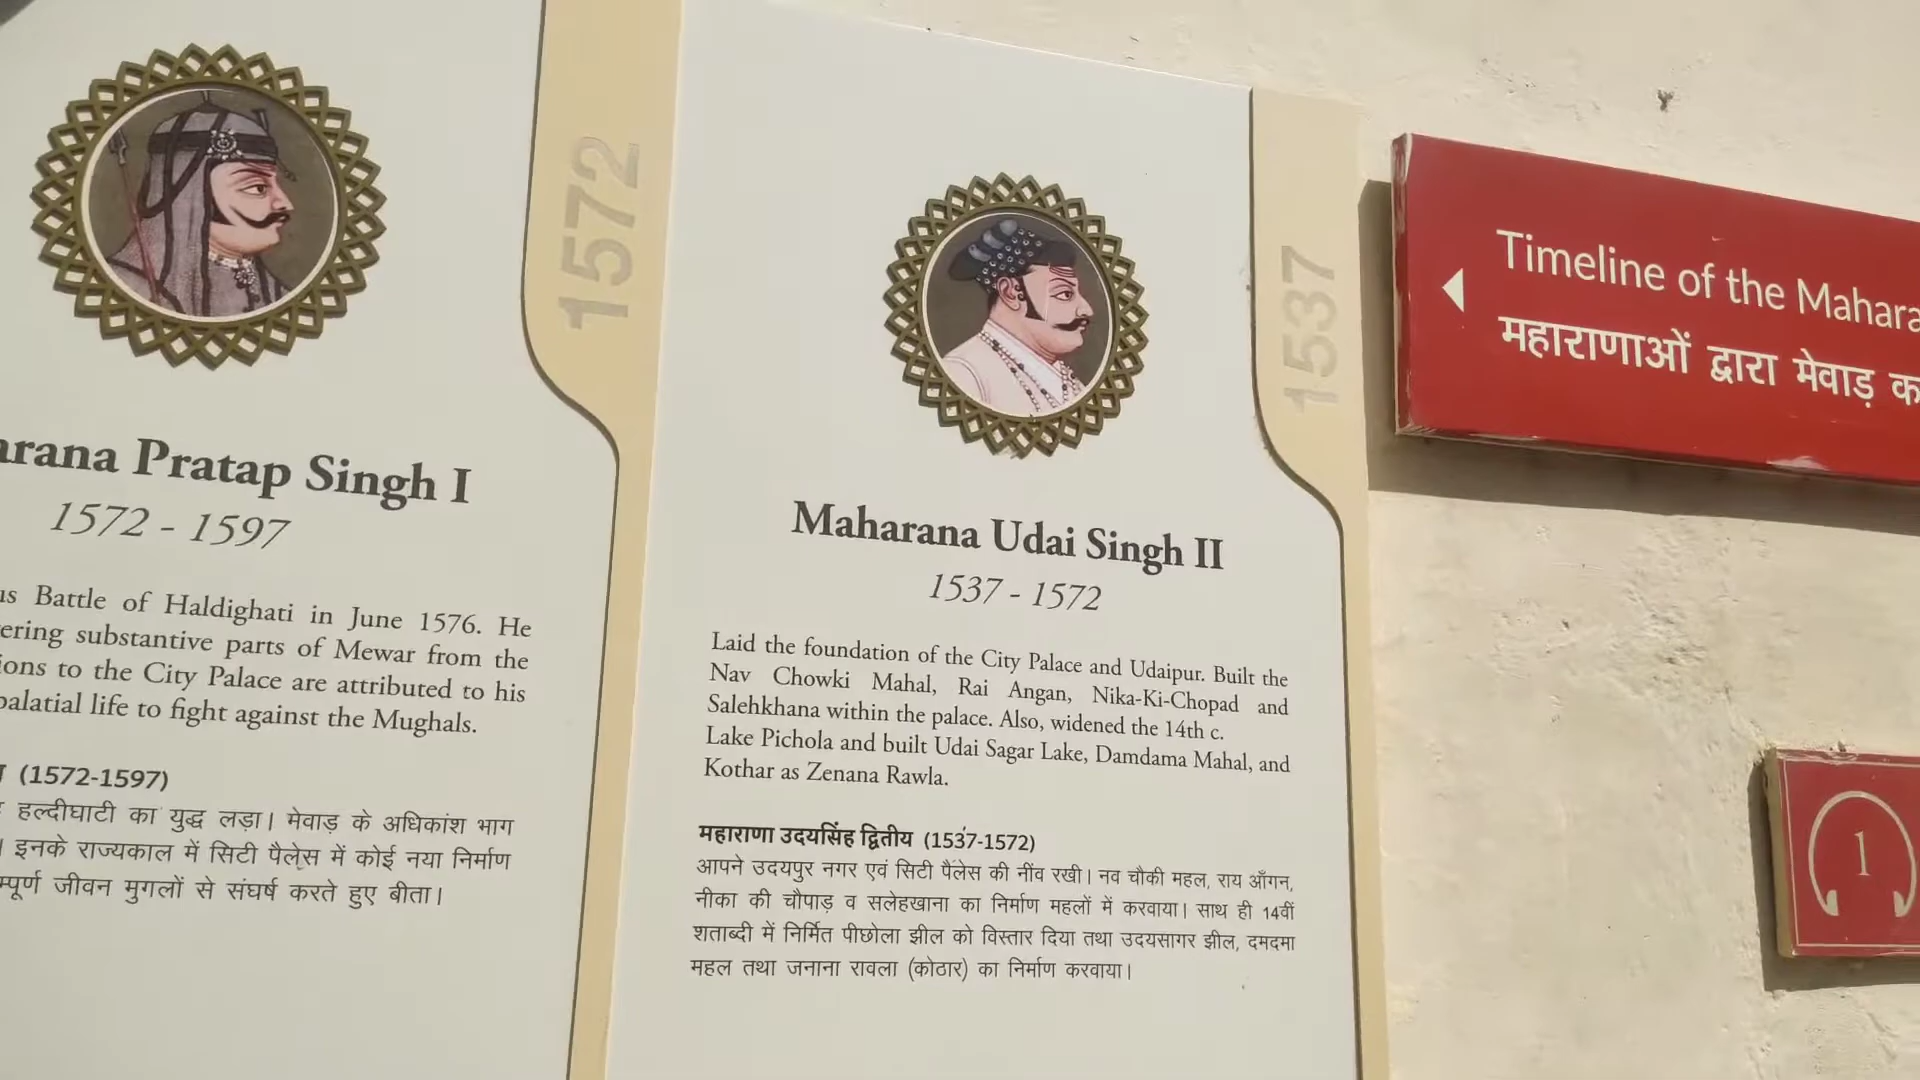 1572
Pratap Singh I
1572 - 1597
Battle of Haldighati in June 1576. He
substantive parts of Mewar from the
to the City Palace are attributed to his
palatial life to fight against the Mughals.
(1572-1597)
हल्दीघाटी का युद्ध लड़ा। मेवाड़ के अधिकांश भाग
। इनके राज्यकाल में सिटी पैलेस में कोई नया निर्माण
जीवन मुगलों से संघर्ष करते हुए बीता।
1537
Maharana Udai Singh II
1537 - 1572
Laid the foundation of the City Palace and Udaipur. Built the
Nav Chowki Mahal, Rai Angan, Nika-Ki-Chopad and
Salehkhana within the palace. Also, widened the 14th c.
Lake Pichola and built Udai Sagar Lake, Damdama Mahal, and
Kothar as Zenana Rawla.
महाराणा उदयसिंह द्वितीय (1537-1572)
आपने उदयपुर नगर एवं सिटी पैलेस की नींव रखी। नव चौकी महल, राय आँगन,
नीका की चौपाड़ व सलेहखाना का निर्माण महलों में करवाया। साथ ही 14वीं
शताब्दी में निर्मित पीछोला झील को विस्तार दिया तथा उदयसागर झील, दमदमा
महल तथा जनाना रावला (कोठार) का निर्माण करवाया।
Timeline of the
महाराणाओं द्वारा मेवाड़
1